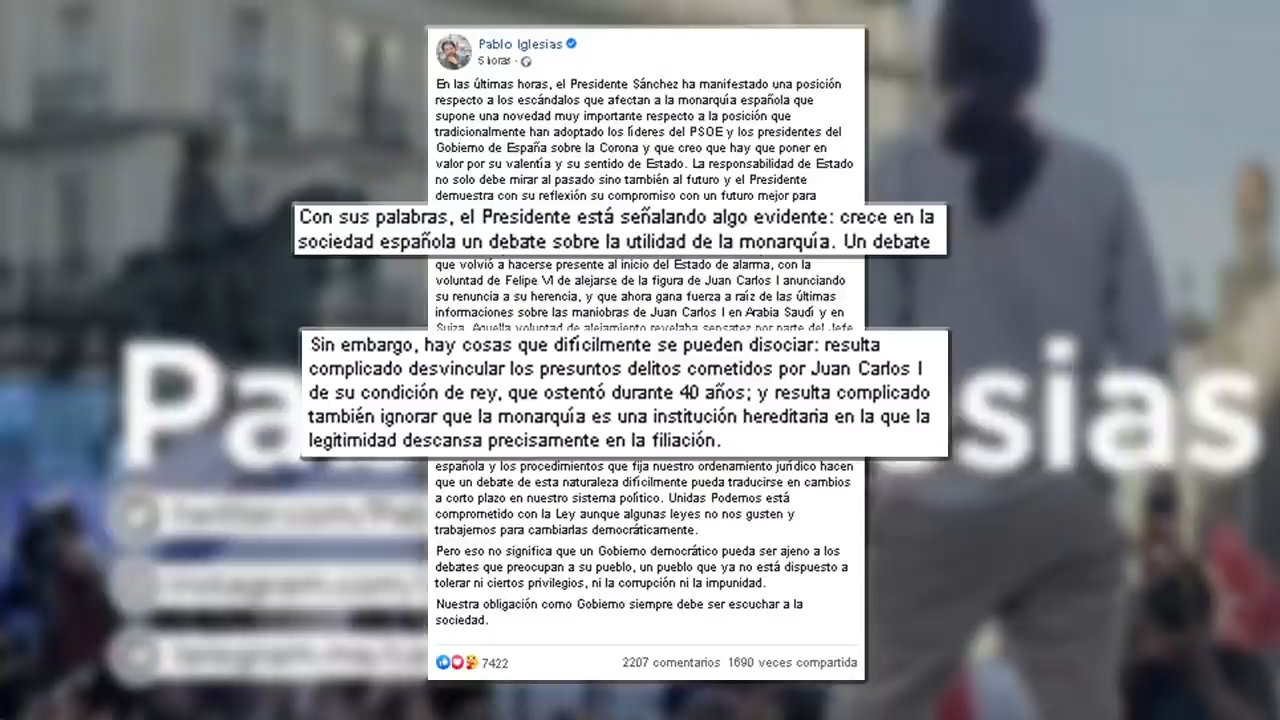 Pablo Iglesias
5 horas ·
En las últimas horas, el Presidente Sánchez ha manifestado una posición
respecto a los escándalos que afectan a la monarquía española que
supone una novedad muy importante respecto a la posición que
tradicionalmente han adoptado los líderes del PSOE y los presidentes del
Gobierno de España sobre la Corona y que creo que hay que poner en
valor por su valentía y su sentido de Estado. La responsabilidad de Estado
no solo debe mirar al pasado sino también al futuro y el Presidente
demuestra con su reflexión su compromiso con un futuro mejor para
Con sus palabras, el Presidente está señalando algo evidente: crece en la
sociedad española un debate sobre la utilidad de la monarquía. Un debate
que volvió a hacerse presente al inicio del Estado de alarma, con la
voluntad de Felipe VI de alejarse de la figura de Juan Carlos I anunciando
su renuncia a su herencia, y que ahora gana fuerza a raíz de las últimas
informaciones sobre las maniobras de Juan Carlos I en Arabia Saudí y en
Suiza. Aquella voluntad de alejamiento revelaba sensatez por parte del Jefe
Sin embargo, hay cosas que difícilmente se pueden disociar: resulta
complicado desvincular los presuntos delitos cometidos por Juan Carlos I
de su condición de rey, que ostentó durante 40 años; y resulta complicado
también ignorar que la monarquía es una institución hereditaria en la que la
legitimidad descansa precisamente en la filiación.
española y los procedimientos que fija nuestro ordenamiento jurídico hacen
que un debate de esta naturaleza difícilmente pueda traducirse en cambios
a corto plazo en nuestro sistema político. Unidas Podemos está
comprometido con la Ley aunque algunas leyes no nos gusten y
trabajemos para cambiarlas democráticamente.
Pero eso no significa que un Gobierno democrático pueda ser ajeno a los
debates que preocupan a su pueblo, un pueblo que ya no está dispuesto a
tolerar ni ciertos privilegios, ni la corrupción ni la impunidad.
Nuestra obligación como Gobierno siempre debe ser escuchar a la
sociedad.
7422
2207 comentarios 1690 veces compartida
Pa
esias